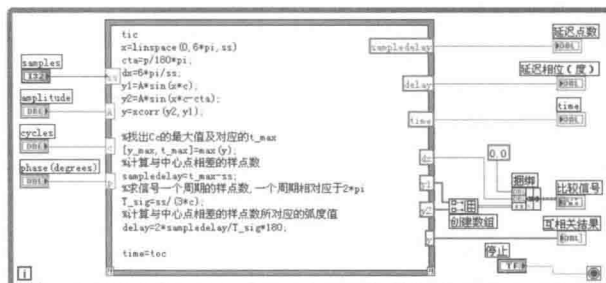 samples
I32
amplitude
DBL
cycles
DBL
phase(degrees)
DBL
ss
A
c
p
tic
x=linspace(0,6*pi,ss)
cta=p/180*pi;
dx=6*pi/ss;
y1=A*sin(x*c);
y2=A*sin(x*c-cta);
y=xcorr(y2,y1);
%找出Cd的最大值及对应的t_max
[y_max,t_max]=max(y);
%计算与中心点相差的样点数
sampledelay=t_max-ss;
%求信号一个周期的样点数,一个周期相对应于2*pi
T_sig=ss/(3*c);
%计算与中心点相差的样点数所对应的弧度值
delay=2*sampledelay/T_sig*180;
time=toc
sampledelay
delay
time
dx
y1
y2
y
延迟点数
DBL
延迟相位(度)
DBL
time
DBL
0.0
捆绑
比较信号
创建数组
互相关结果
[DBL]
停止
TF
i